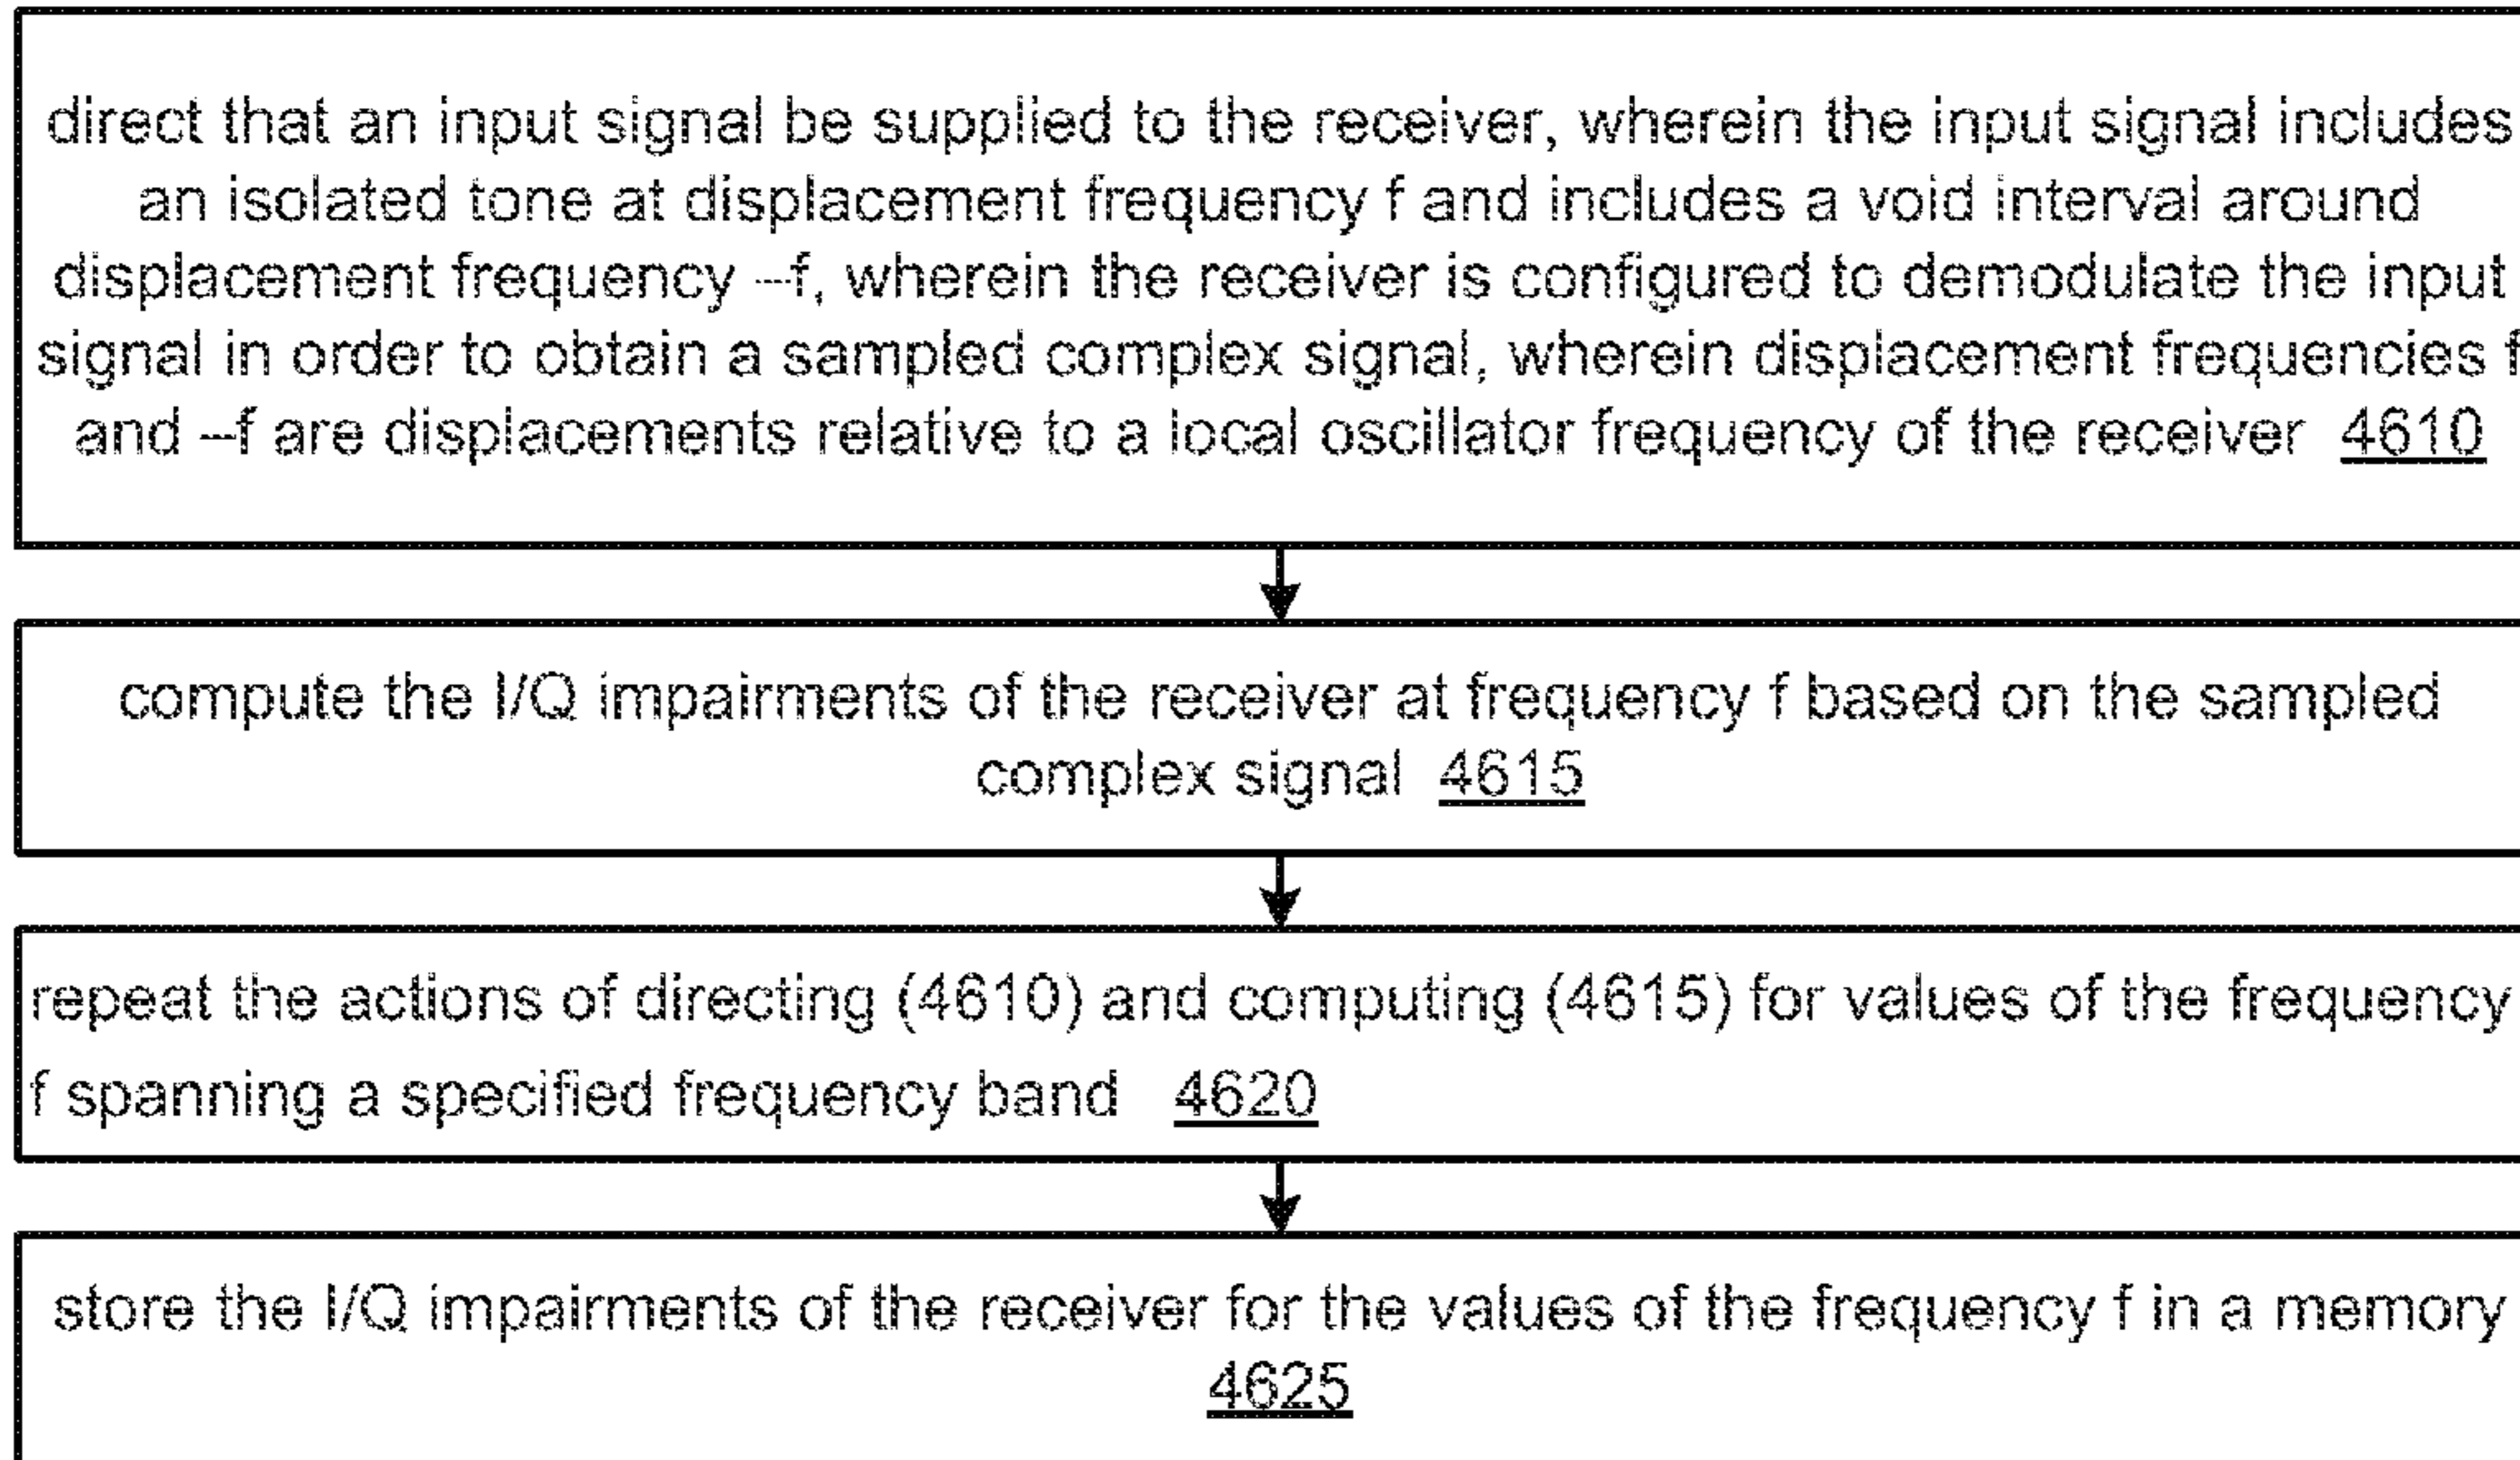 direct that an input signal be supplied to the receiver, wherein the input signal includes
an isolated tone at displacement frequency f and includes a void interval around
displacement frequency --f, wherein the receiver is configured to demodulate the input
signal in order to obtain a sampled complex signal, wherein displacement frequencies f
and --f are displacements relative to a local oscillator frequency of the receiver 4610
compute the I/Q impairments of the receiver at frequency f based on the sampled
complex signal 4615
repeat the actions of directing (4610) and computing (4615) for values of the frequency
f spanning a specified frequency band 4620
store the I/Q impairments of the receiver for the values of the frequency f in a memory
4625